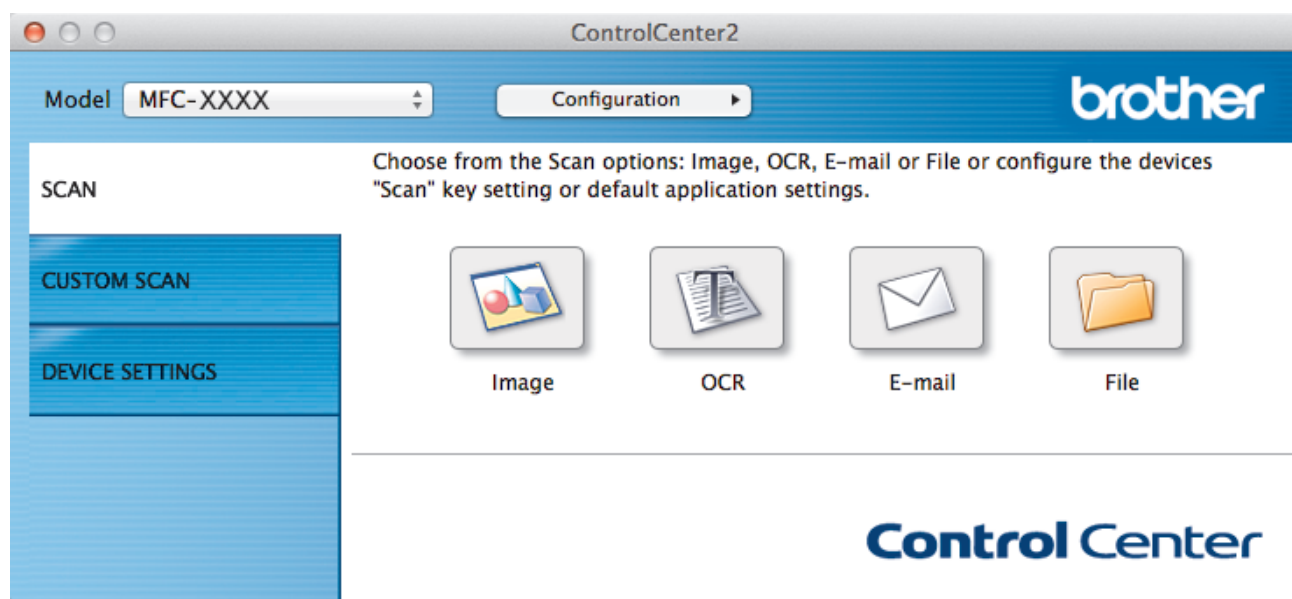 ControlCenter2
Model MFC-XXXX Configuration brother
SCAN
Choose from the Scan options: Image, OCR, E-mail or File or configure the devices
"Scan" key setting or default application settings.
CUSTOM SCAN
DEVICE SETTINGS
T
Image OCR E-mail File
Control Center